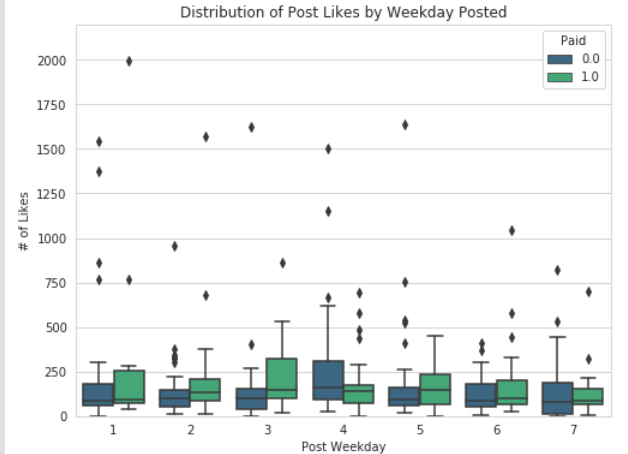 Distribution of Post Likes by Weekday Posted
Paid
0.0
1.0
2000
1750
1500
1250
1000
750
500
250
0
# of Likes
1 2 3 4 5 6 7
Post Weekday